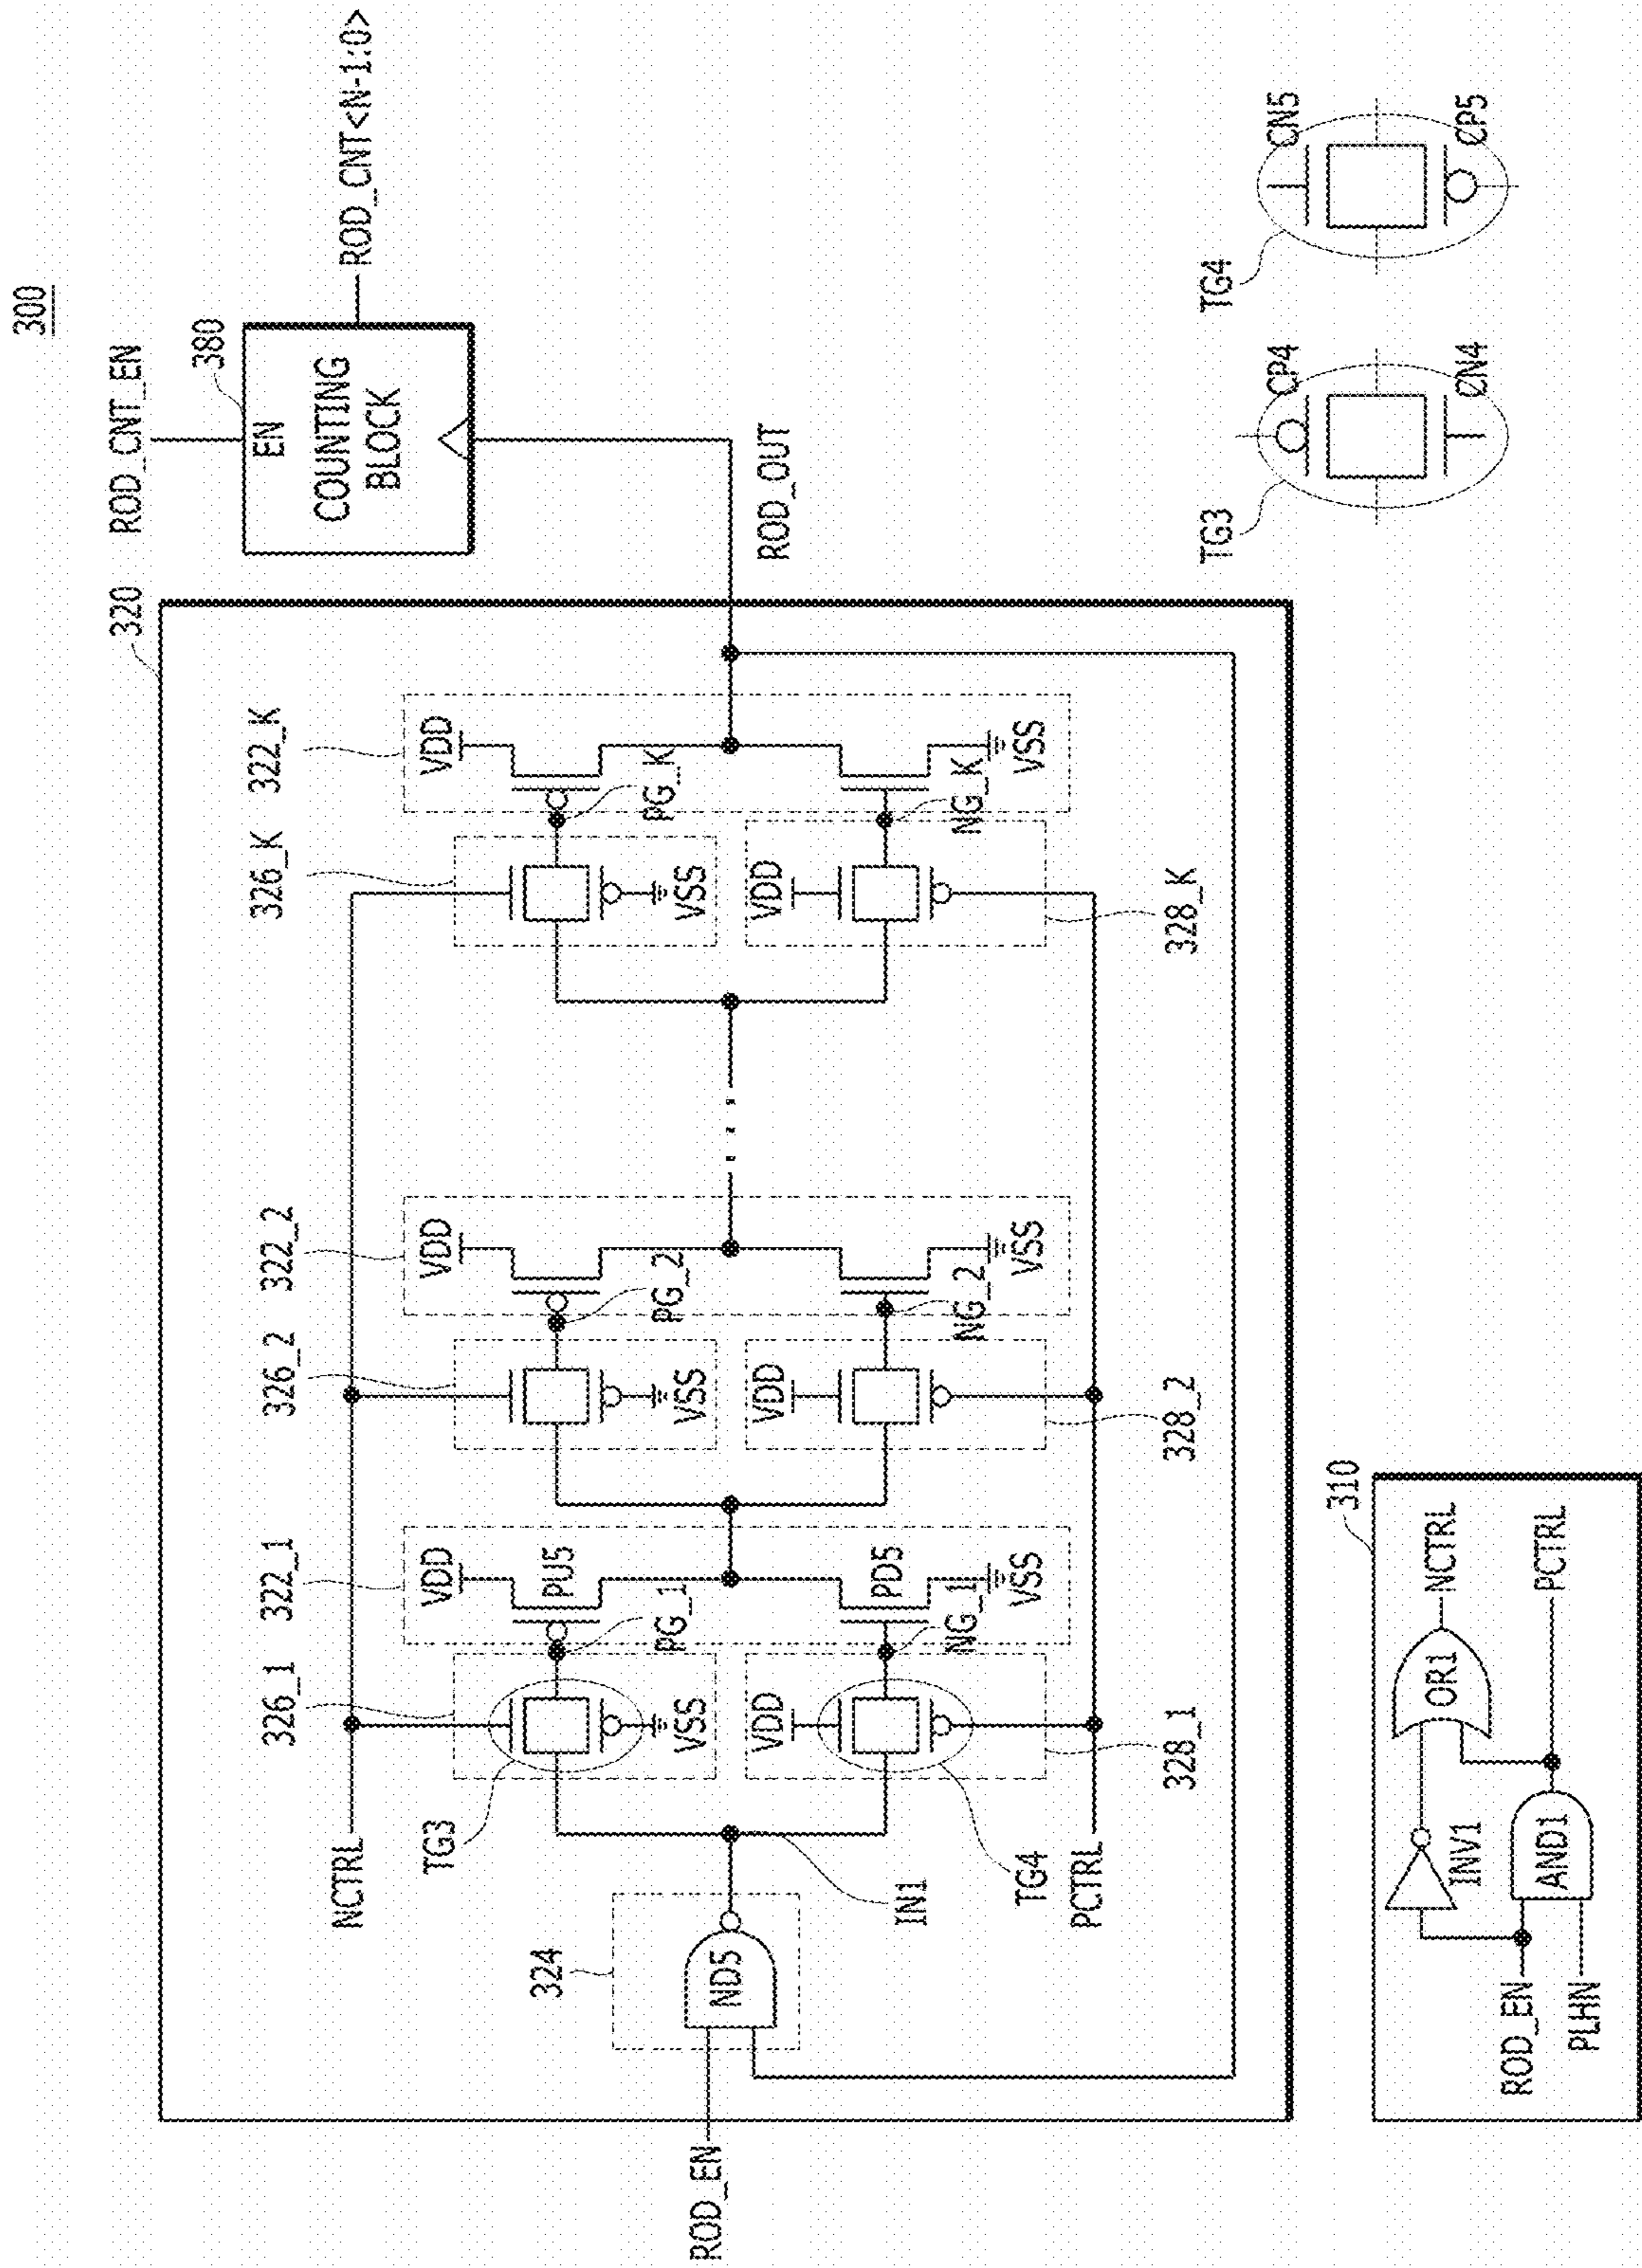 300
ROD_CNT_EN
380
EN
COUNTING
BLOCK
ROD_CNT<N-1:0>
ROD_OUT
320
326_1
322_1
326_2
322_2
326_K
322_K
NCTRL
TG3
VSS
VDD
PU5
PG_1
VSS
VDD
PG_2
VSS
VDD
PG_K
324
ROD_EN
ND5
IN1
VDD
PD5
NG_1
VSS
VDD
NG_2
VSS
VDD
NG_K
VSS
. . .
TG4
PCTRL
328_1
328_2
328_K
310
ROD_EN
PLHN
INV1
AND1
OR1
NCTRL
PCTRL
TG3
CP4
CN4
TG4
CN5
CP5